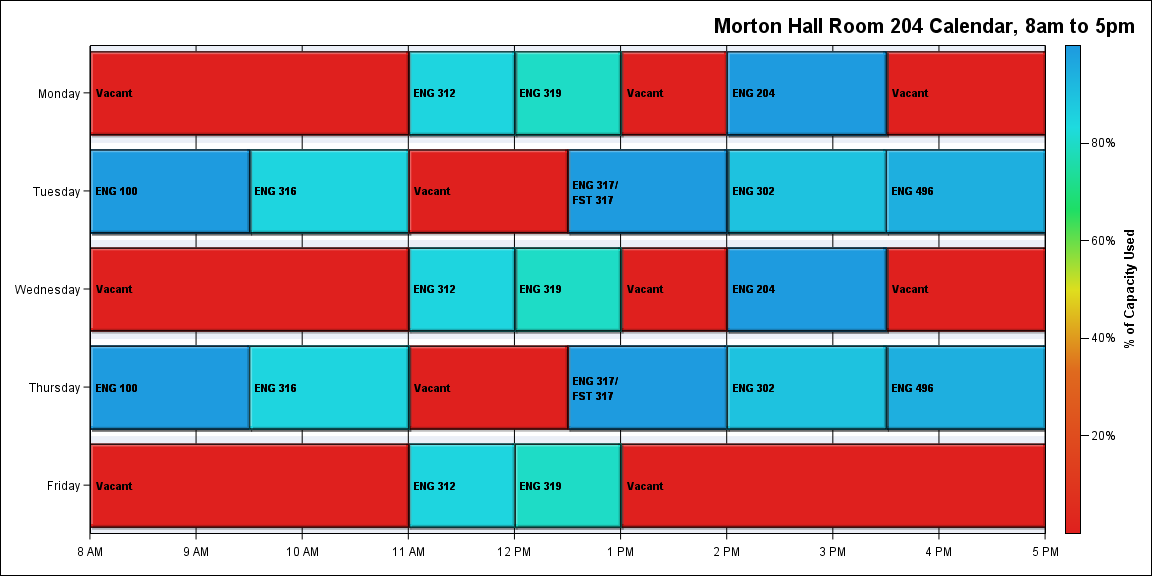 Morton Hall Room 204 Calendar, 8am to 5pm
Monday
Vacant
ENG 312
ENG 319
Vacant
ENG 204
Vacant
Tuesday
ENG 100
ENG 316
Vacant
ENG 317/
FST 317
ENG 302
ENG 496
Wednesday
Vacant
ENG 312
ENG 319
Vacant
ENG 204
Vacant
Thursday
ENG 100
ENG 316
Vacant
ENG 317/
FST 317
ENG 302
ENG 496
Friday
Vacant
ENG 312
ENG 319
Vacant
8 AM
9 AM
10 AM
11 AM
12 PM
1 PM
2 PM
3 PM
4 PM
5 PM
80%
60%
40%
20%
% of Capacity Used